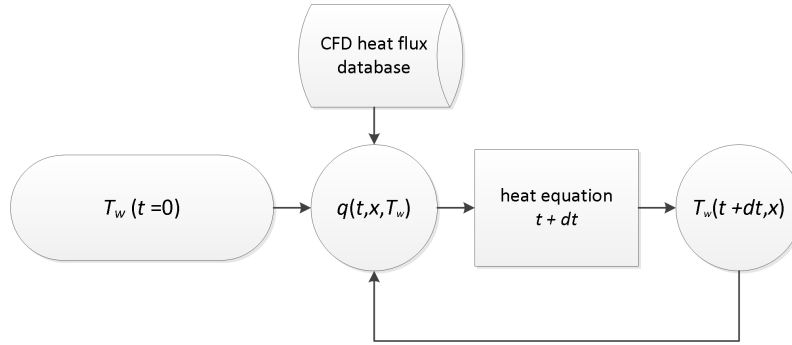 CFD heat flux
database
T_w (t =0)
q(t,x,T_w)
heat equation
t + dt
T_w(t +dt,x)